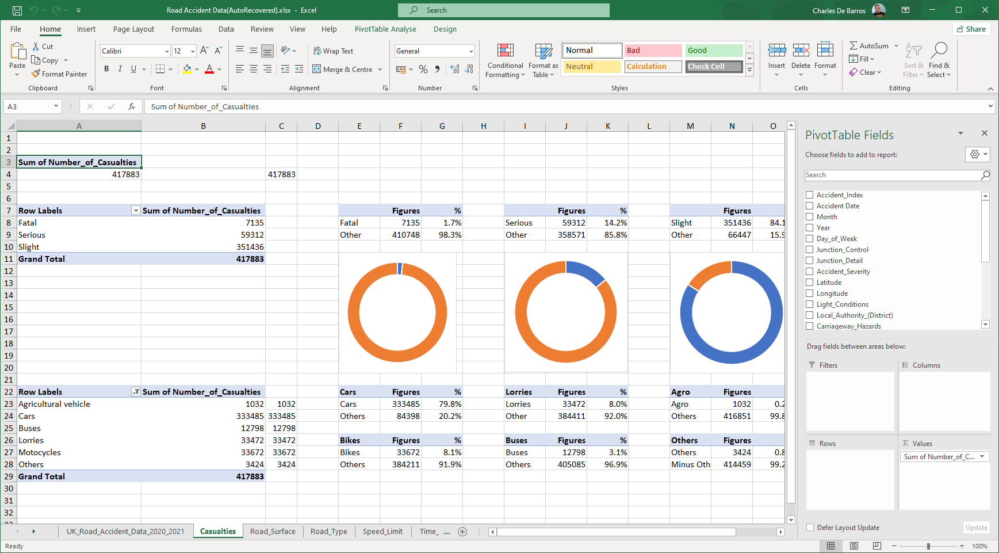 Road Accident Data(AutoRecovered).xlsx - Excel
Search
Charles De Barros
File Home Insert Page Layout Formulas Data Review View Help PivotTable Analyse Design Share
Paste
Cut
Copy
Format Painter
Clipboard
Calibri 12
B I U
Font
Wrap Text
Merge & Centre
Alignment
General
Number
Conditional Formatting
Format as Table
Normal Bad Good
Neutral Calculation Check Cell
Styles
Insert Delete Format
Cells
AutoSum
Fill
Clear
Sort & Filter
Find & Select
Editing
A3 fx Sum of Number_of_Casualties
A B C D E F G H I J K L M N O
1
2
3 Sum of Number_of_Casualties
4 417883 417883
5
6
7 Row Labels Sum of Number_of_Casualties Figures % Figures % Figures
8 Fatal 7135 Fatal 7135 1.7% Serious 59312 14.2% Slight 351436 84.1
9 Serious 59312 Other 410748 98.3% Other 358571 85.8% Other 66447 15.9
10 Slight 351436
11 Grand Total 417883
12
13
14
15
16
17
18
19
20
21
22 Row Labels Sum of Number_of_Casualties Cars Figures % Lorries Figures % Agro Figures
23 Agricultural vehicle 1032 1032 Cars 333485 79.8% Lorries 33472 8.0% Agro 1032 0.2
24 Cars 333485 333485 Others 84398 20.2% Other 384411 92.0% Others 416851 99.8
25 Buses 12798 12798
26 Lorries 33472 33472 Bikes Figures % Buses Figures % Others Figures
27 Motocycles 33672 33672 Bikes 33672 8.1% Buses 12798 3.1% Others 3424 0.8
28 Others 3424 3424 Others 384211 91.9% Others 405085 96.9% Minus Oth 414459 99.2
29 Grand Total 417883
30
31
32
PivotTable Fields
Choose fields to add to report:
Search
Accident_Index
Accident Date
Month
Year
Day_of_Week
Junction_Control
Junction_Detail
Accident_Severity
Latitude
Longitude
Light_Conditions
Local_Authority_(District)
Carriageway_Hazards
Drag fields between areas below:
Filters Columns
Rows Σ Values
Sum of Number_of_C...
Defer Layout Update Update
UK_Road_Accident_Data_2020_2021 Casualties Road_Surface Road_Type Speed_Limit Time_ ...
Ready 100%